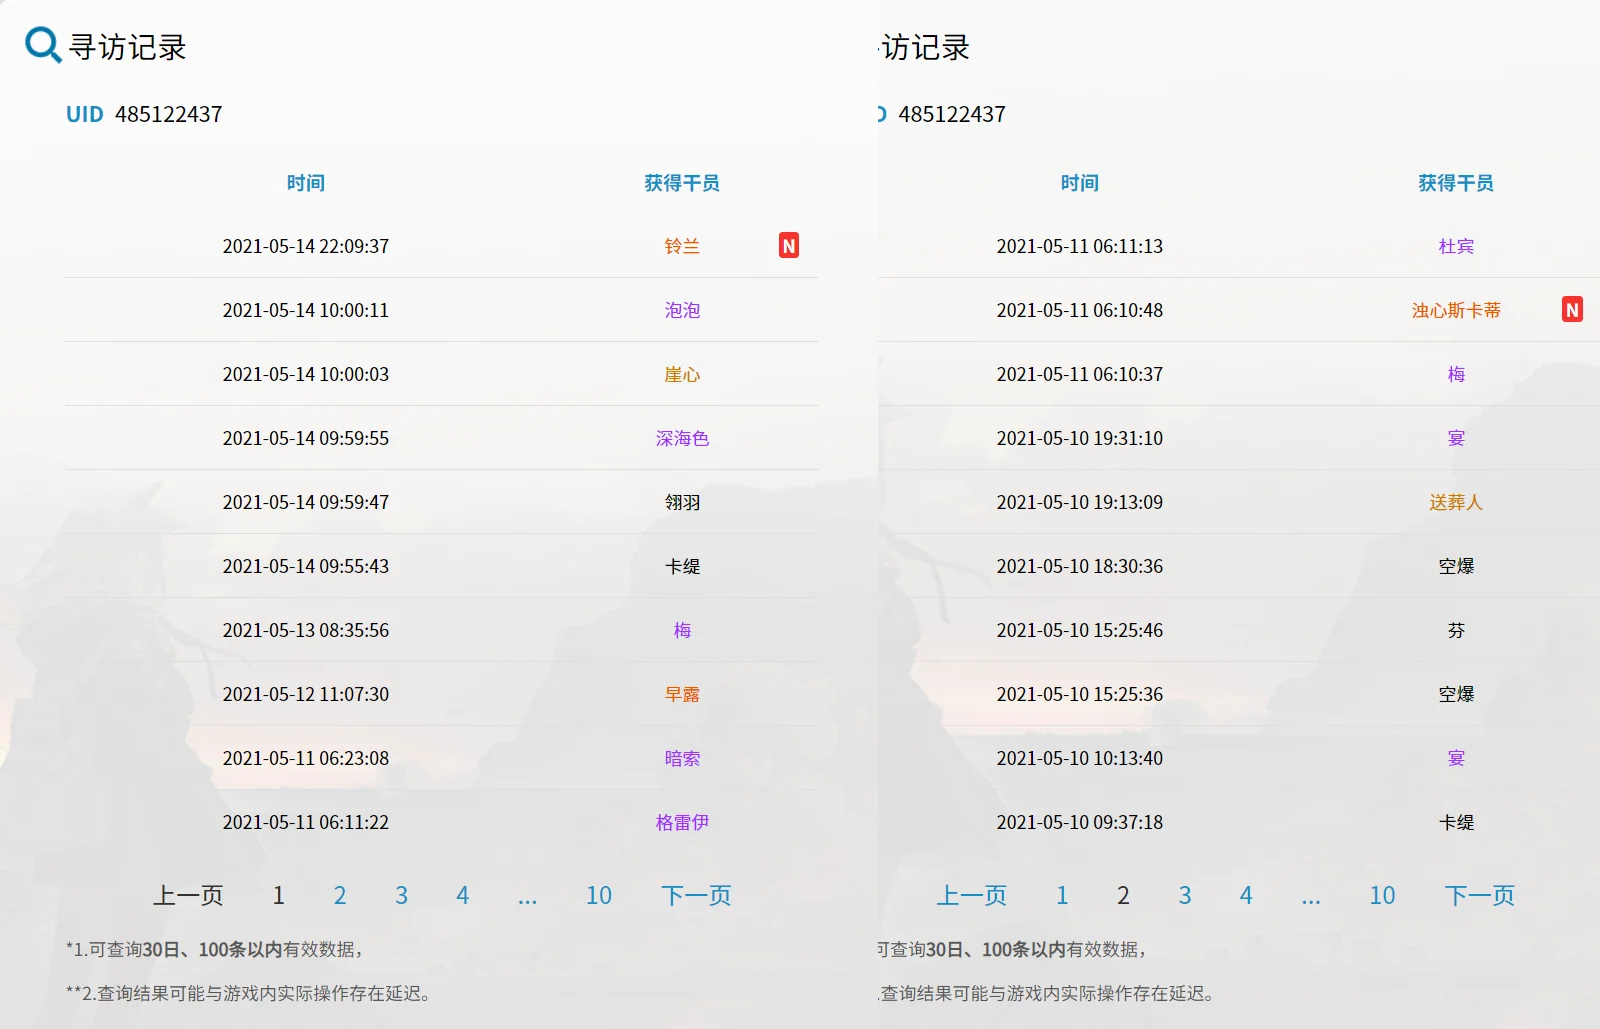 寻访记录
UID 485122437
时间 获得干员
2021-05-14 22:09:37 铃兰 N
2021-05-14 10:00:11 泡泡
2021-05-14 10:00:03 崖心
2021-05-14 09:59:55 深海色
2021-05-14 09:59:47 翎羽
2021-05-14 09:55:43 卡缇
2021-05-13 08:35:56 梅
2021-05-12 11:07:30 早露
2021-05-11 06:23:08 暗索
2021-05-11 06:11:22 格雷伊
上一页 1 2 3 4 ... 10 下一页
*1.可查询30日、100条以内有效数据，
**2.查询结果可能与游戏内实际操作存在延迟。
访记录
D 485122437
时间 获得干员
2021-05-11 06:11:13 杜宾
2021-05-11 06:10:48 浊心斯卡蒂 N
2021-05-11 06:10:37 梅
2021-05-10 19:31:10 宴
2021-05-10 19:13:09 送葬人
2021-05-10 18:30:36 空爆
2021-05-10 15:25:46 芬
2021-05-10 15:25:36 空爆
2021-05-10 10:13:40 宴
2021-05-10 09:37:18 卡缇
上一页 1 2 3 4 ... 10 下一页
可查询30日、100条以内有效数据，
.查询结果可能与游戏内实际操作存在延迟。